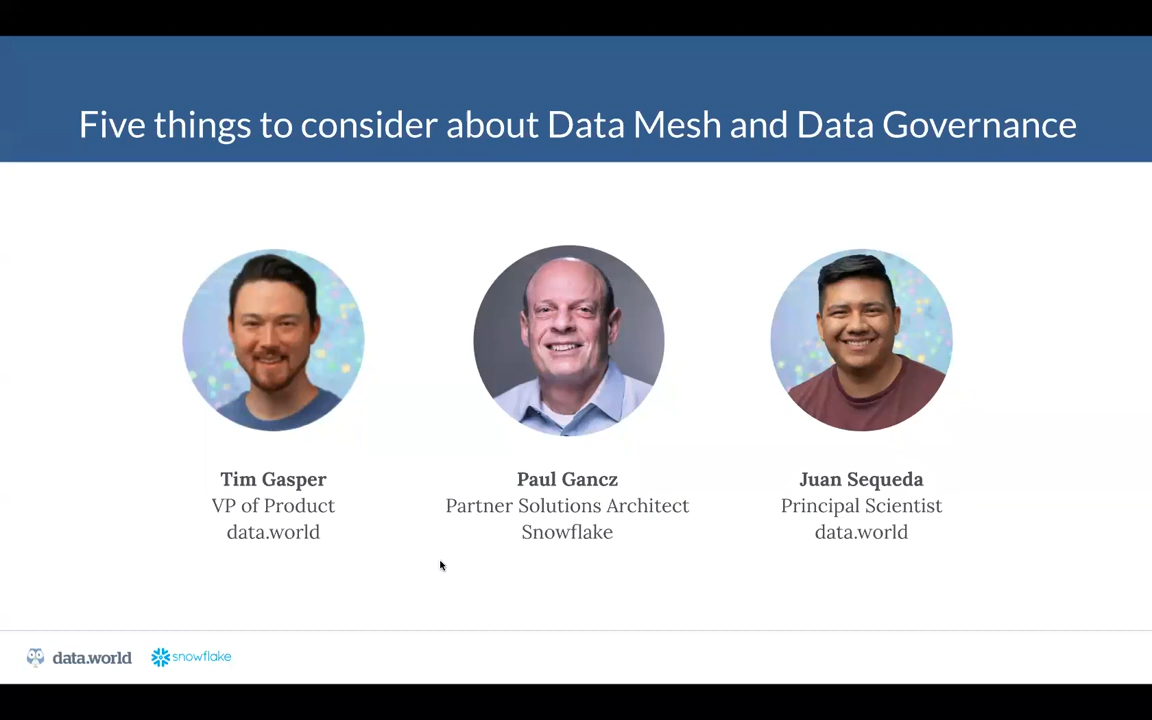 Five things to consider about Data Mesh and Data Governance
Tim Gasper
VP of Product
data.world
Paul Gancz
Partner Solutions Architect
Snowflake
Juan Sequeda
Principal Scientist
data.world
data.world
snowflake